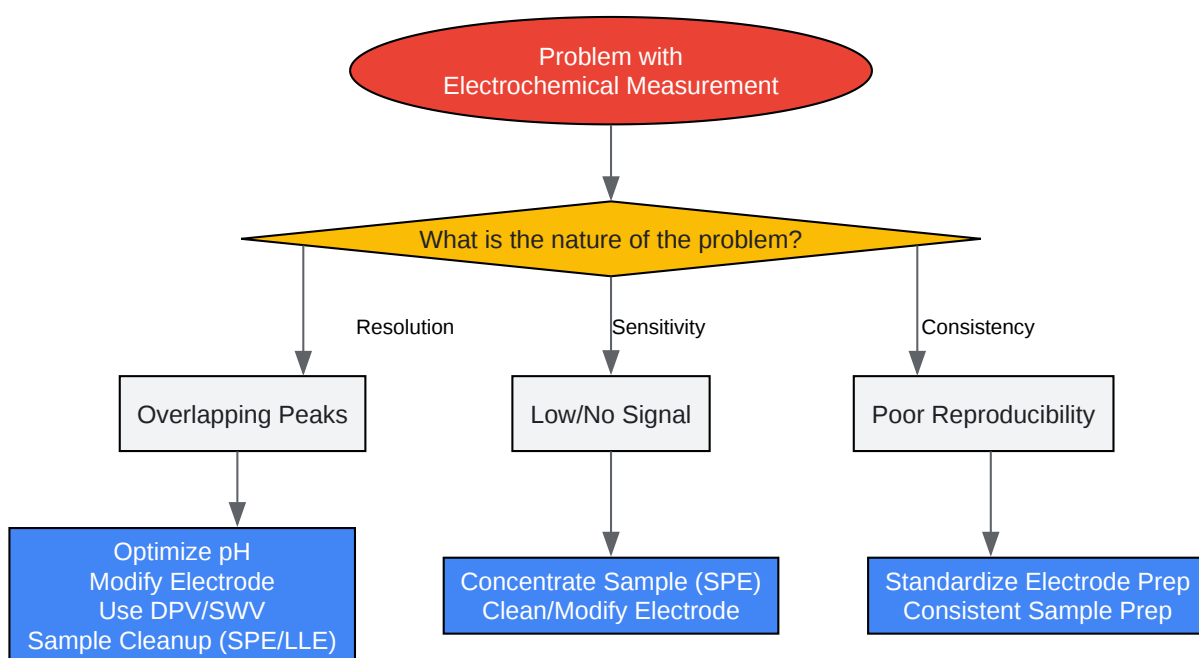 Problem with
Electrochemical Measurement
What is the nature of the problem?
Resolution
Sensitivity
Consistency
Overlapping Peaks
Low/No Signal
Poor Reproducibility
Optimize pH
Modify Electrode
Use DPV/SWV
Sample Cleanup (SPE/LLE)
Concentrate Sample (SPE)
Clean/Modify Electrode
Standardize Electrode Prep
Consistent Sample Prep